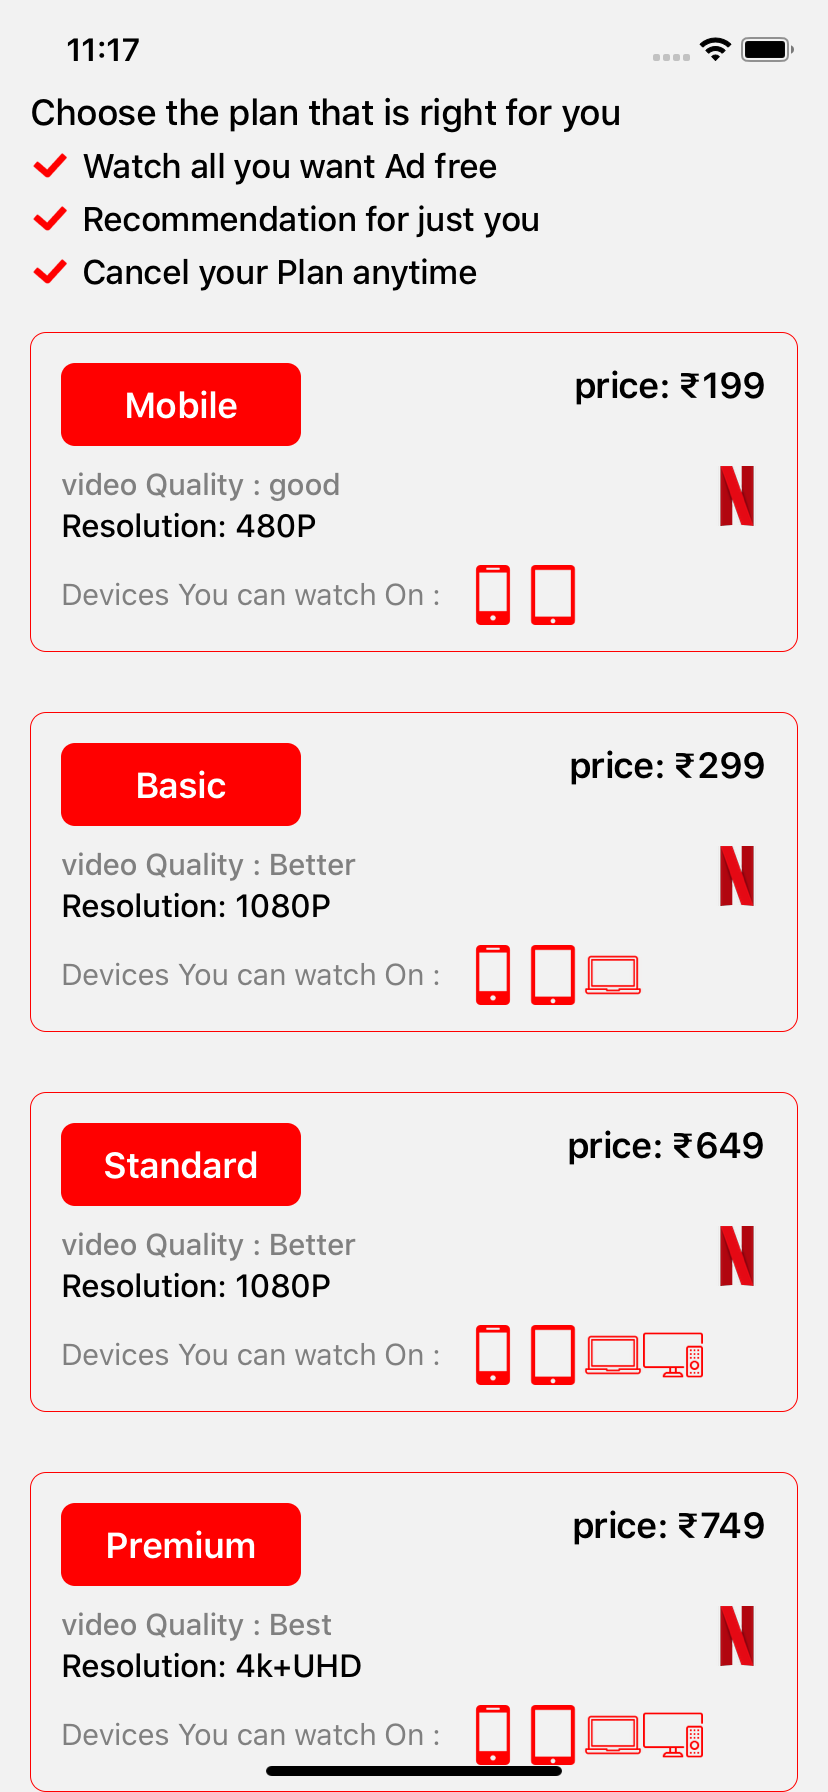 11:17
Choose the plan that is right for you
Watch all you want Ad free
Recommendation for just you
Cancel your Plan anytime
Mobile
price: ₹199
video Quality : good
Resolution: 480P
N
Devices You can watch On :
Basic
price: ₹299
video Quality : Better
Resolution: 1080P
N
Devices You can watch On :
Standard
price: ₹649
video Quality : Better
Resolution: 1080P
N
Devices You can watch On :
Premium
price: ₹749
video Quality : Best
Resolution: 4k+UHD
N
Devices You can watch On :